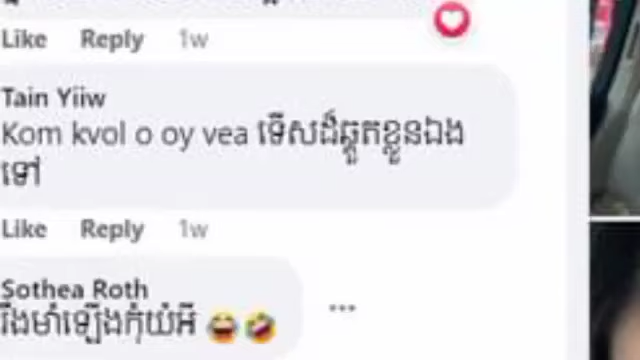 Like Reply 1w
Tain Yiiw
Kom kvol o oy vea ទើសដ៏ឆ្កួតខ្លួនឯង
ទៅ
Like Reply 1w
Sothea Roth
រឹងមាំឡើងកុំយំអី 😂🤣